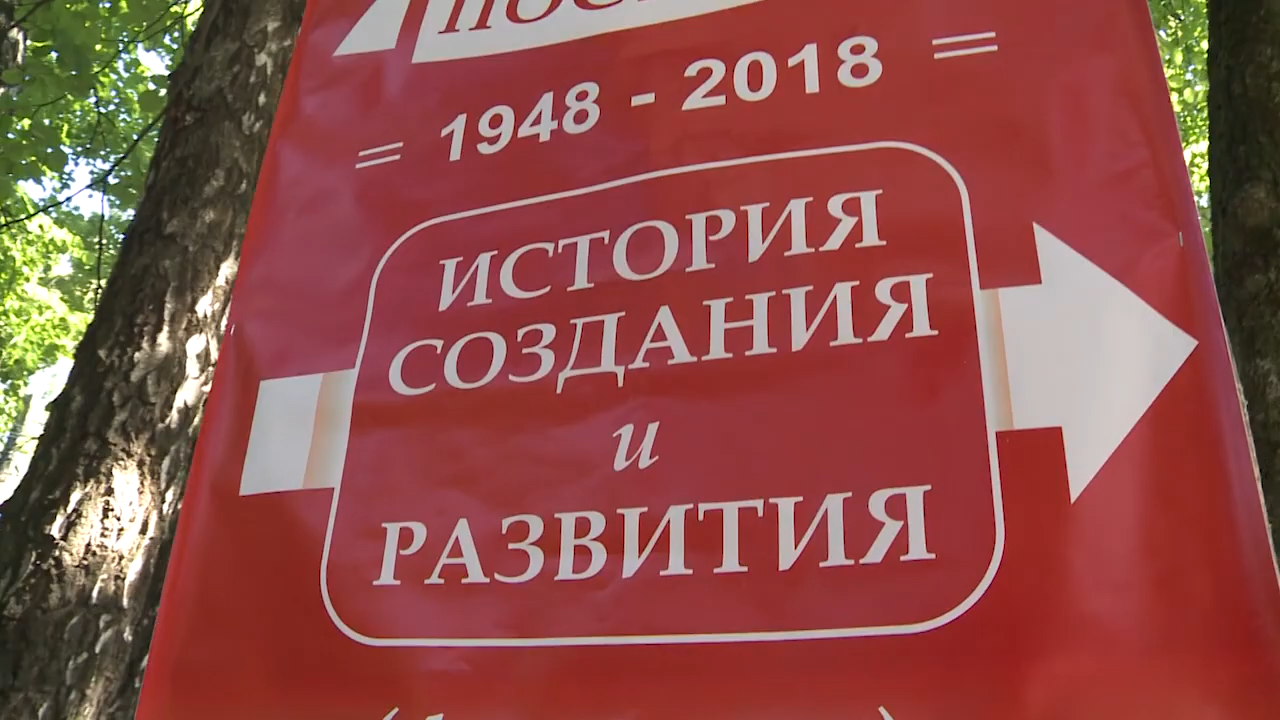 = 1948 - 2018 =
ИСТОРИЯ
СОЗДАНИЯ
и
РАЗВИТИЯ